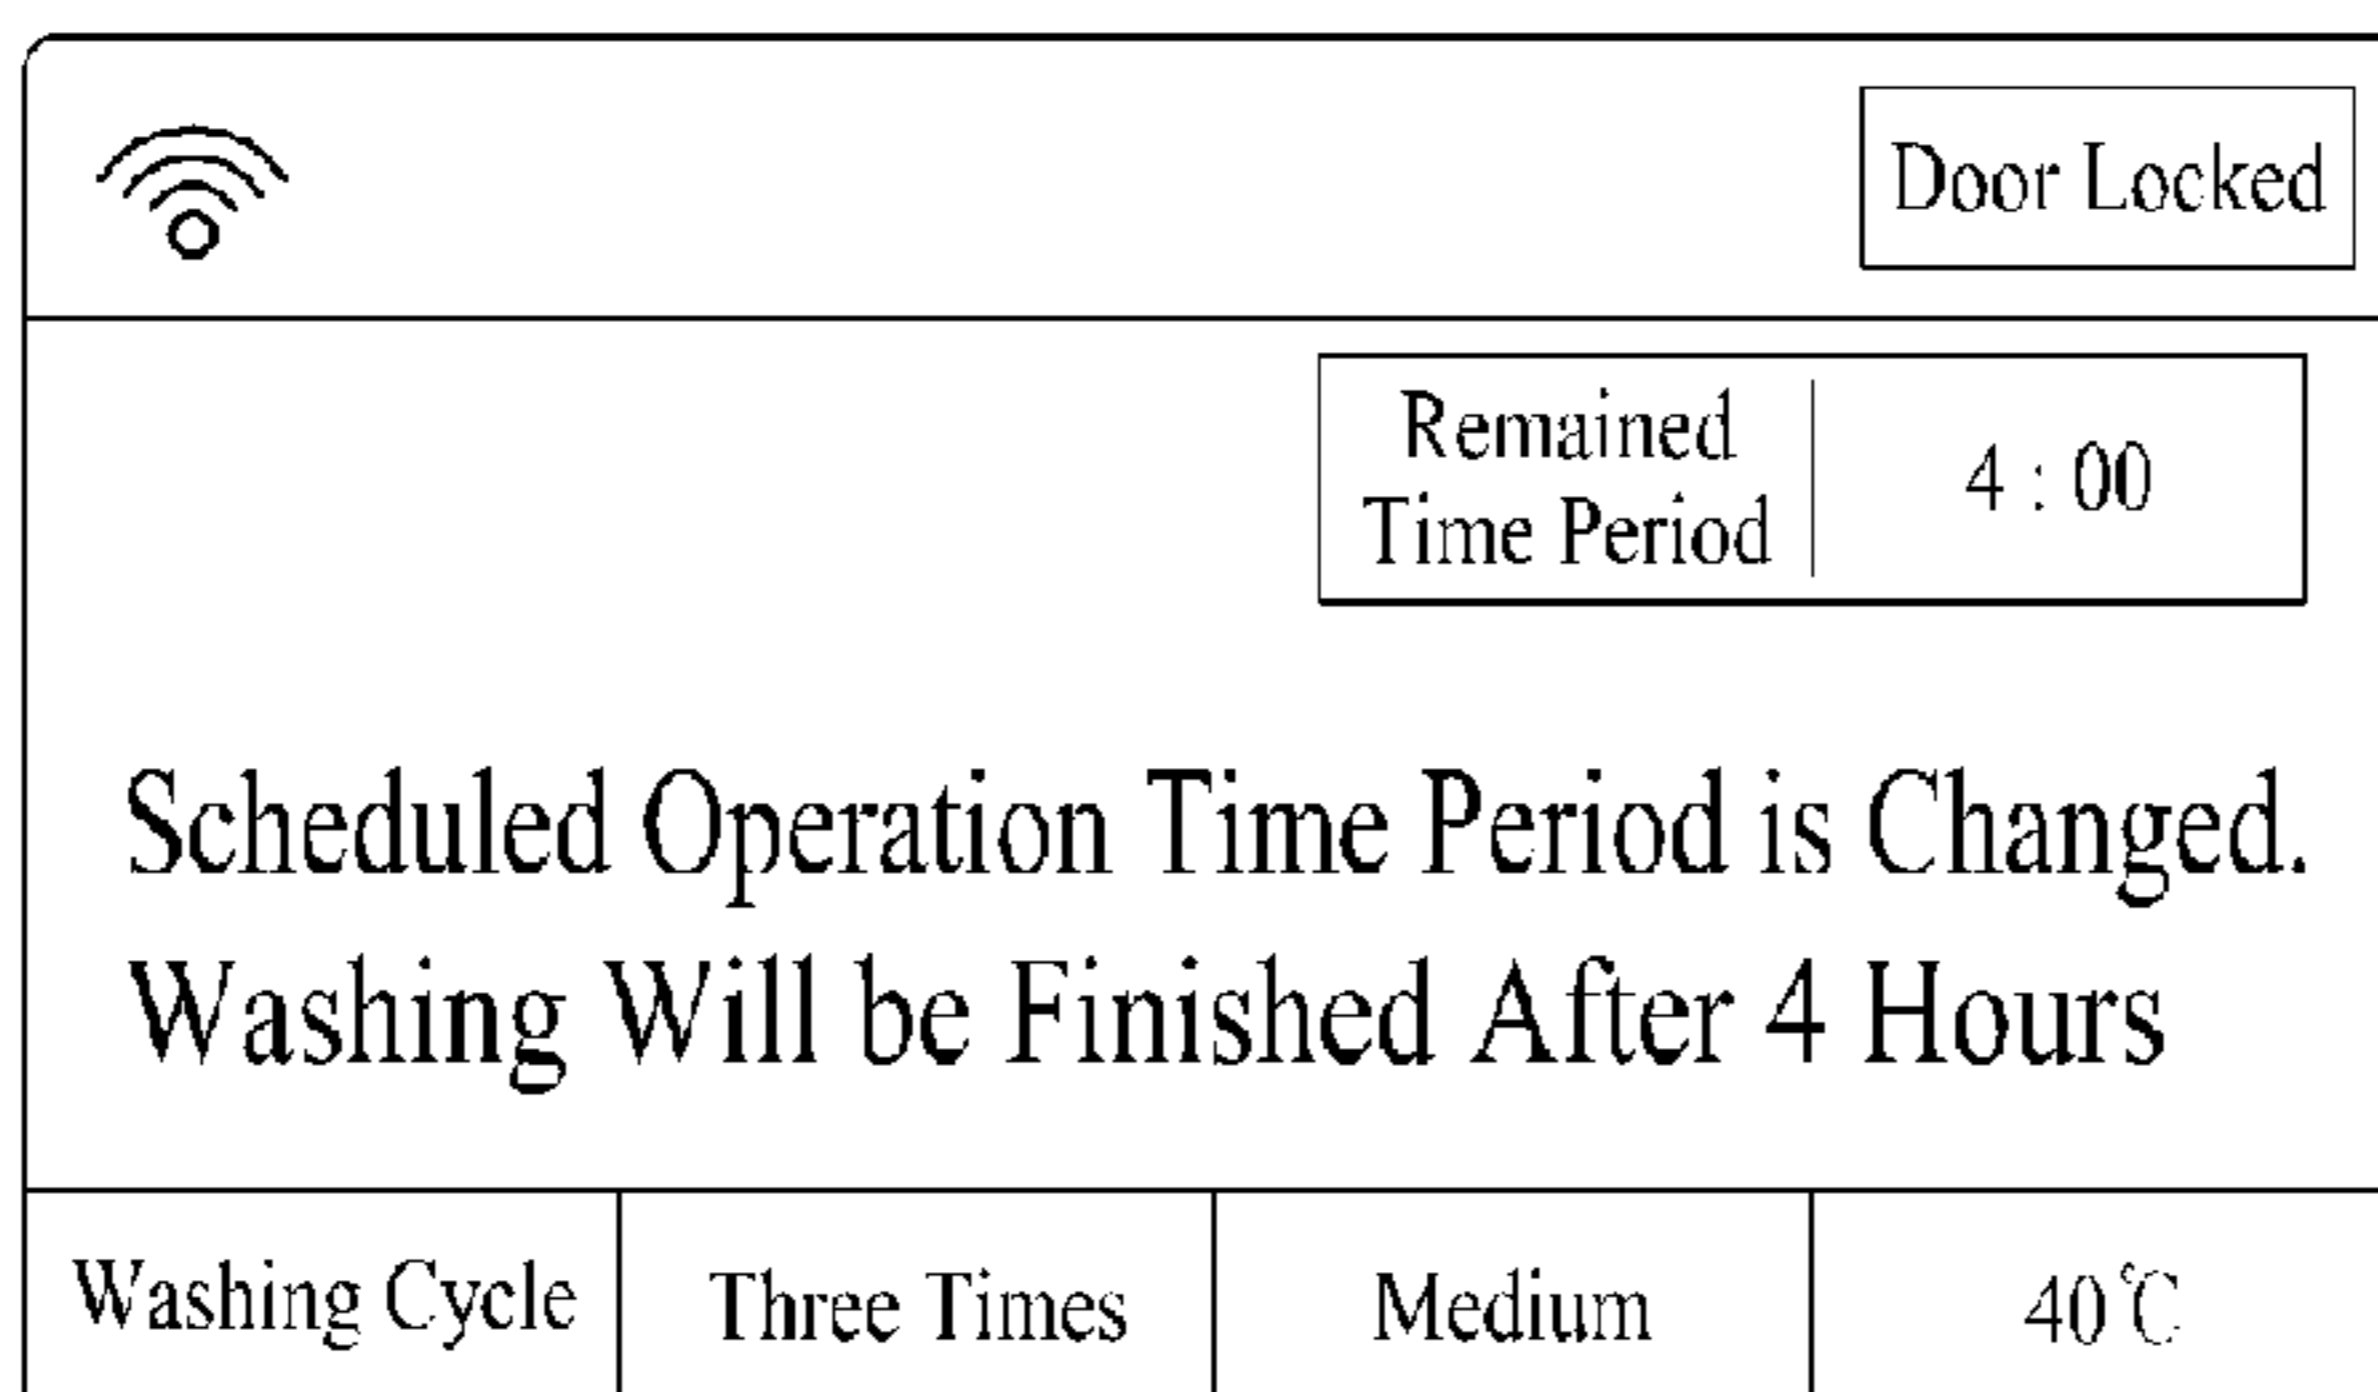 Door Locked
Remained
Time Period
4 : 00
Scheduled Operation Time Period is Changed.
Washing Will be Finished After 4 Hours
Washing Cycle
Three Times
Medium
40℃